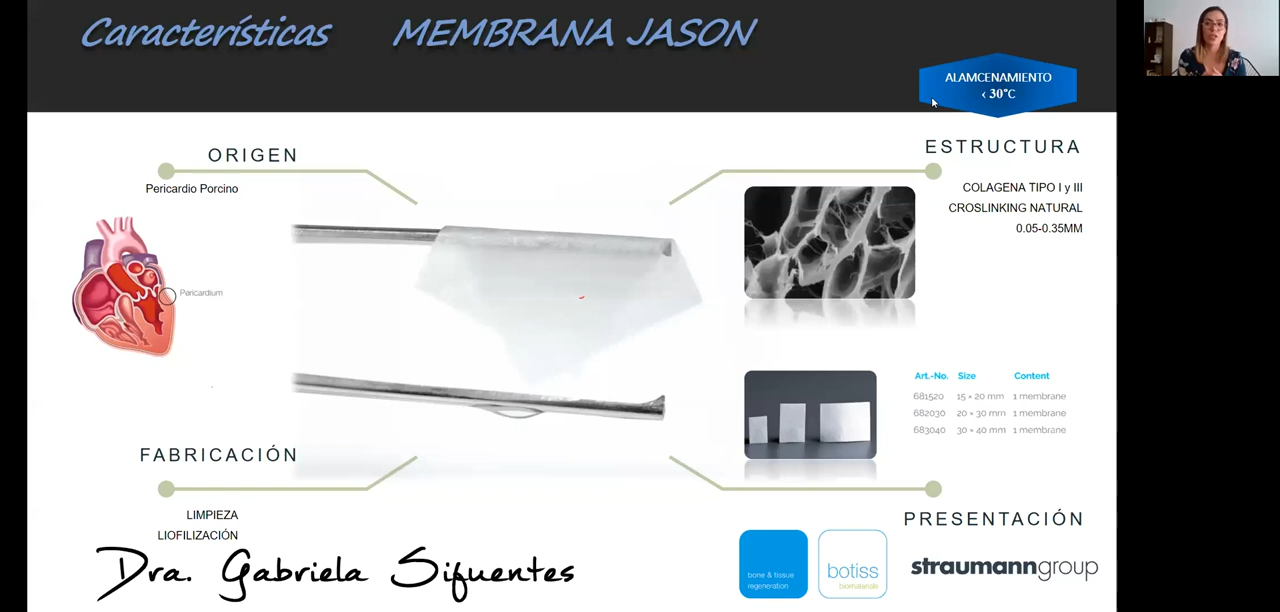 Características MEMBRANA JASON
ALAMCENAMIENTO
‹ 30°C
ORIGEN
Pericardio Porcino
Pericardium
ESTRUCTURA
COLAGENA TIPO I y III
CROSLINKING NATURAL
0.05-0.35MM
Art.-No. Size Content
681520 15 × 20 mm 1 membrane
682030 20 × 30 mm 1 membrane
683040 30 × 40 mm 1 membrane
FABRICACIÓN
LIMPIEZA
LIOFILIZACIÓN
PRESENTACIÓN
Dra. Gabriela Sifuentes
bone & tissue
regeneration
botiss
biomaterials
straumanngroup